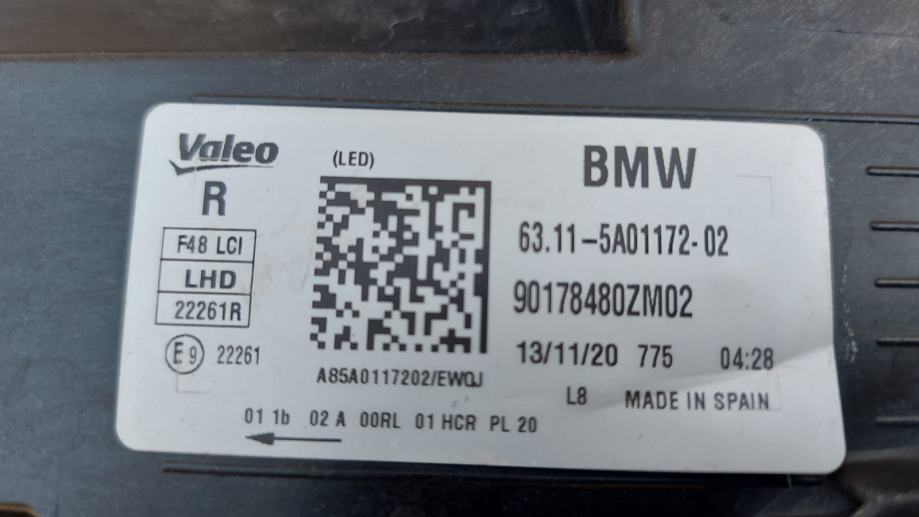 Valeo
(LED)
BMW
R
F48 LCI
LHD
22261R
E9 22261
63.11-5A01172-02
90178480ZM02
13/11/20 775 04:28
A85A0117202/EWQJ
L8 MADE IN SPAIN
01 1b 02 A 00RL 01 HCR PL 20